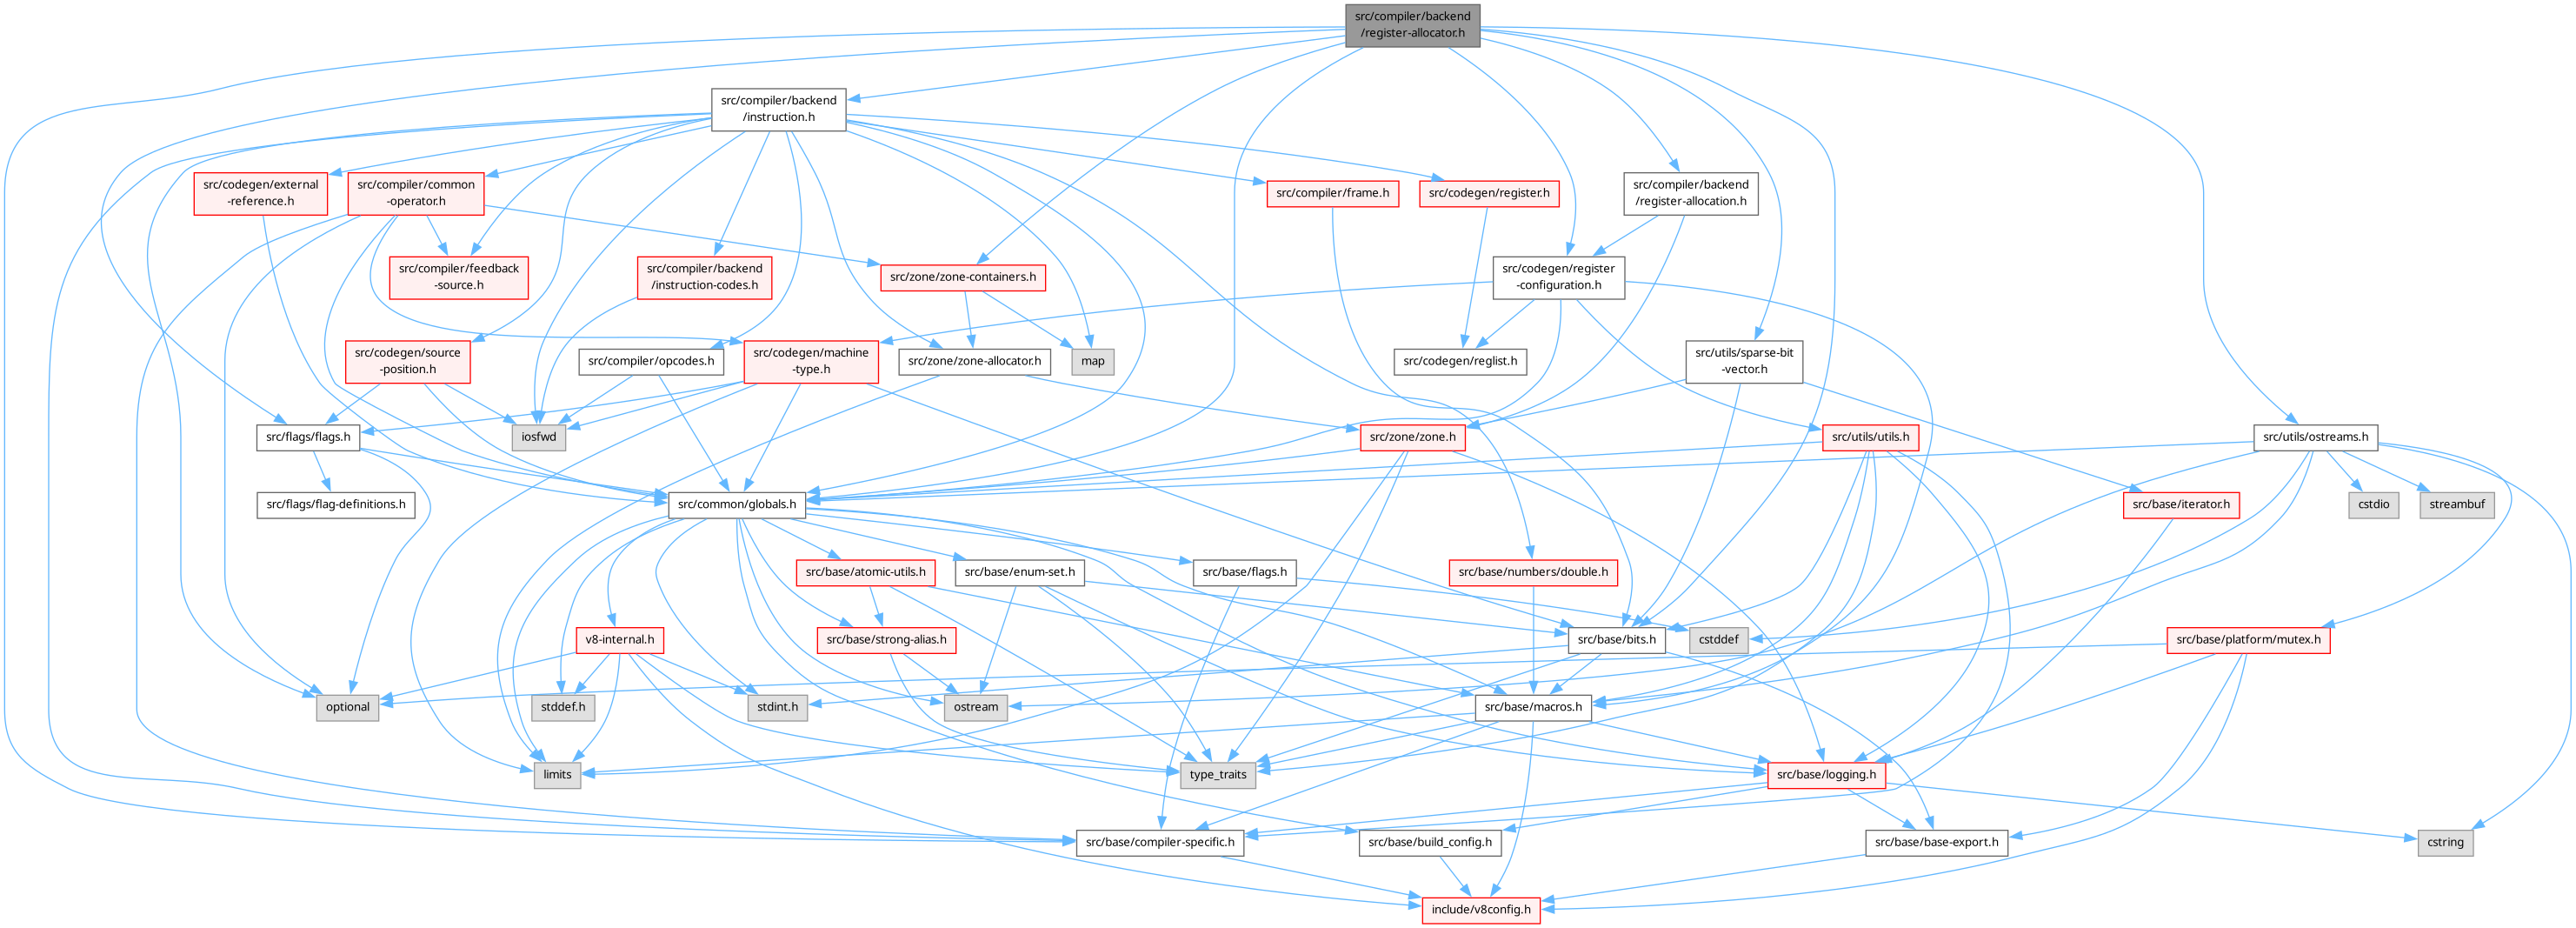 src/compiler/backend
/register-allocator.h
src/compiler/backend
/instruction.h
src/codegen/external
-reference.h
src/compiler/common
-operator.h
src/compiler/frame.h
src/codegen/register.h
src/compiler/backend
/register-allocation.h
src/compiler/feedback
-source.h
src/compiler/backend
/instruction-codes.h
src/zone/zone-containers.h
src/codegen/register
-configuration.h
src/codegen/source
-position.h
src/compiler/opcodes.h
src/codegen/machine
-type.h
src/zone/zone-allocator.h
map
src/codegen/reglist.h
src/utils/sparse-bit
-vector.h
src/flags/flags.h
iosfwd
src/zone/zone.h
src/utils/utils.h
src/utils/ostreams.h
src/flags/flag-definitions.h
src/common/globals.h
src/base/iterator.h
cstdio
streambuf
src/base/atomic-utils.h
src/base/enum-set.h
src/base/flags.h
src/base/numbers/double.h
v8-internal.h
src/base/strong-alias.h
src/base/bits.h
cstddef
src/base/platform/mutex.h
optional
stddef.h
stdint.h
ostream
src/base/macros.h
limits
type_traits
src/base/logging.h
src/base/compiler-specific.h
src/base/build_config.h
src/base/base-export.h
cstring
include/v8config.h